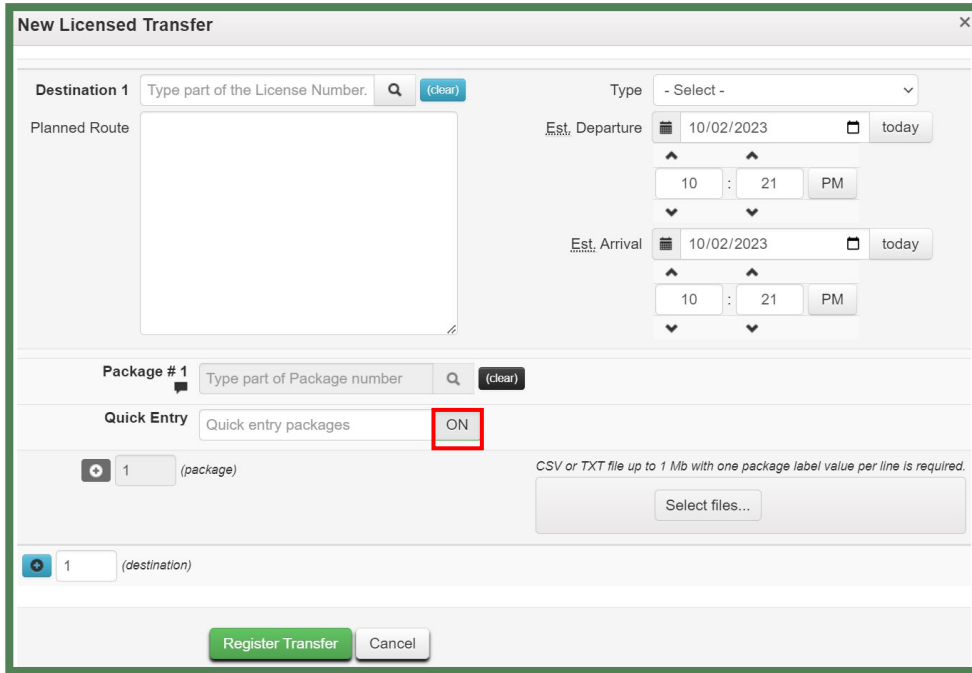 New Licensed Transfer ×
Destination 1 Type part of the License Number. (clear) Type - Select -
Planned Route Est. Departure 10/02/2023 today
10 : 21 PM
Est. Arrival 10/02/2023 today
10 : 21 PM
Package # 1 Type part of Package number (clear)
Quick Entry Quick entry packages ON
1 (package) CSV or TXT file up to 1 Mb with one package label value per line is required.
Select files...
1 (destination)
Register Transfer Cancel